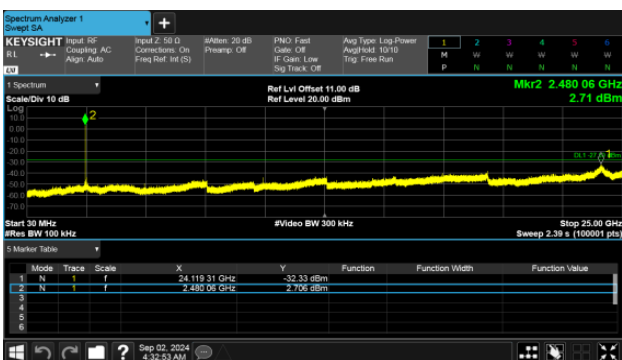 Spectrum Analyzer 1
Swept SA
KEYSIGHT Input: RF Input Z: 50 Ω #Atten: 20 dB PNO: Fast Avg Type: Log-Power 1 2 3 4 5 6
RL Coupling: AC Corrections: On Preamp: Off Gate: Off Avg|Hold: 10/10 M W W W W W
Align: Auto Freq Ref: Int (S) IF Gain: Low Trig: Free Run
Sig Track: Off P N N N N N
1 Spectrum Ref Lvl Offset 11.00 dB Mkr2 2.480 06 GHz
Scale/Div 10 dB Ref Level 20.00 dBm 2.71 dBm
Log
10.0 2
0.00
-10.0
-20.0
-30.0 1
-40.0
-50.0
-60.0
-70.0
Start 30 MHz #Video BW 300 kHz Stop 25.00 GHz
#Res BW 100 kHz Sweep 2.39 s (100001 pts)
5 Marker Table
Mode Trace Scale X Y Function Function Width Function Value
1 N 1 f 24.119 31 GHz -32.33 dBm
2 N 1 f 2.480 06 GHz 2.706 dBm
3
4
5
6
Sep 02, 2024
4:32:53 AM